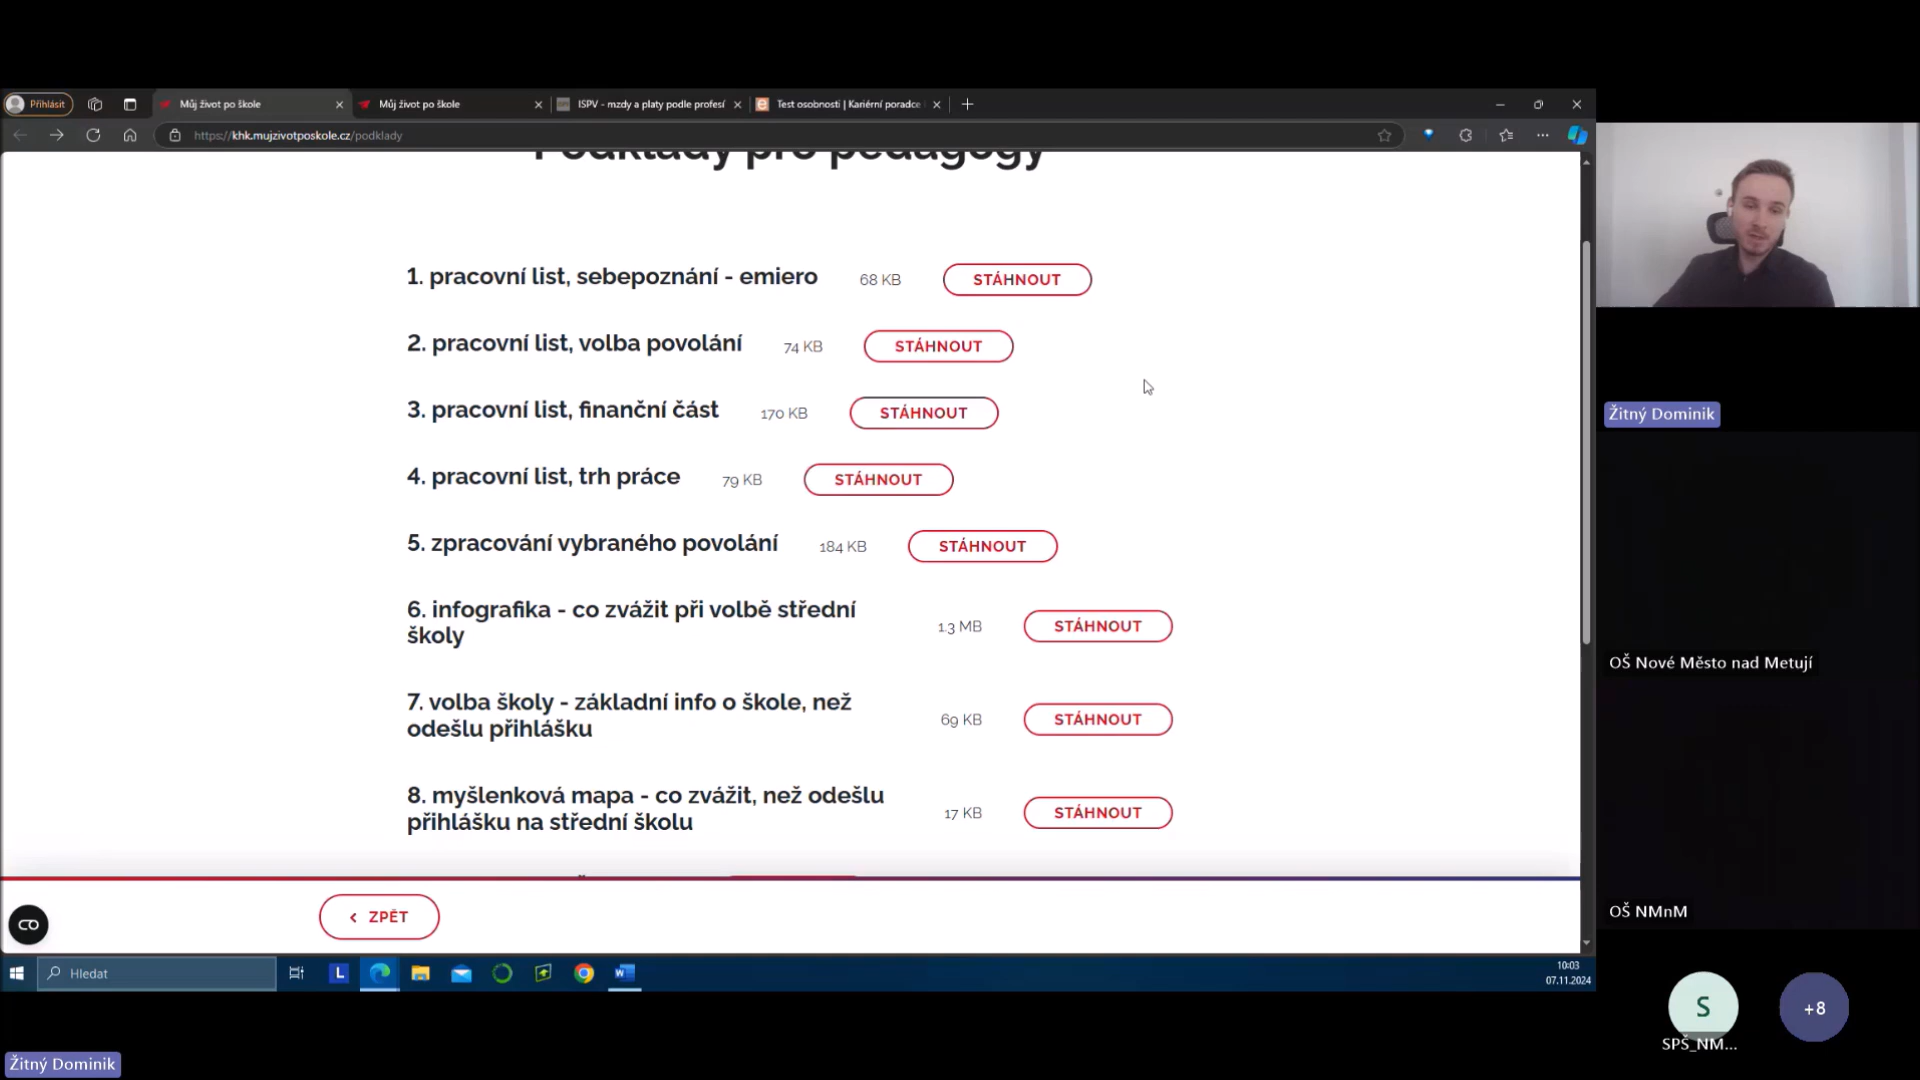 Přihlásit
Můj život po škole
Můj život po škole
ISPV - mzdy a platy podle profesí
Test osobnosti | Kariérní poradce
https://khk.mujzivotposkole.cz/podklady
Podklady pro pedagogy
1. pracovní list, sebepoznání - emiero 68 KB STÁHNOUT
2. pracovní list, volba povolání 74 KB STÁHNOUT
3. pracovní list, finanční část 170 KB STÁHNOUT
4. pracovní list, trh práce 79 KB STÁHNOUT
5. zpracování vybraného povolání 184 KB STÁHNOUT
6. infografika - co zvážit při volbě střední
školy
1.3 MB STÁHNOUT
7. volba školy - základní info o škole, než
odešlu přihlášku
69 KB STÁHNOUT
8. myšlenková mapa - co zvážit, než odešlu
přihlášku na střední školu
17 KB STÁHNOUT
ZPĚT
Hledat
10:03
07.11.2024
Žitný Dominik
OŠ Nové Město nad Metují
OŠ NMnM
S
+8
SPŠ_NM...
Žitný Dominik